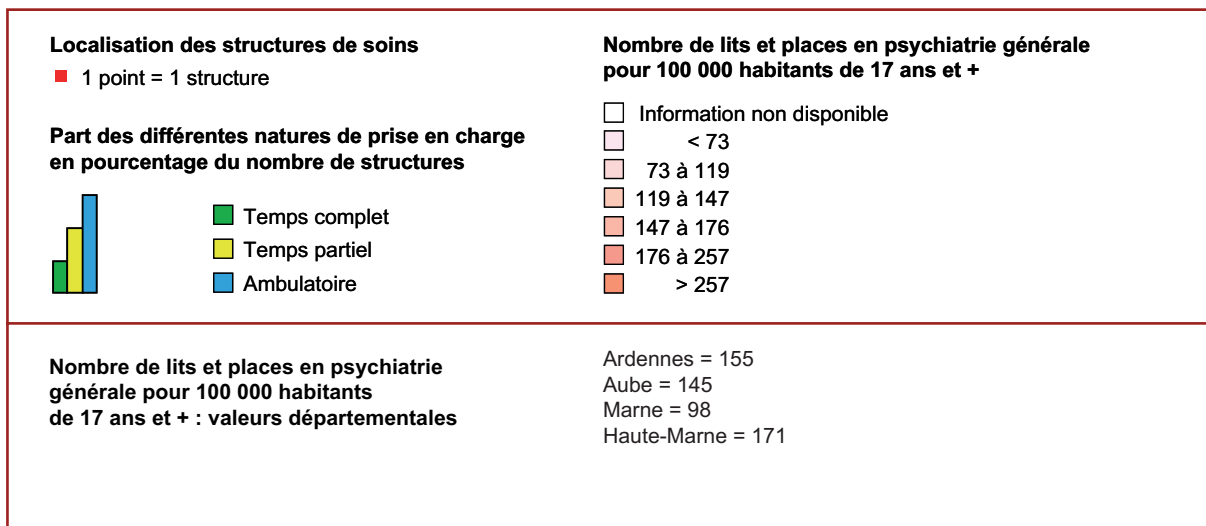 Localisation des structures de soins
1 point = 1 structure
Part des différentes natures de prise en charge
en pourcentage du nombre de structures
Temps complet
Temps partiel
Ambulatoire
Nombre de lits et places en psychiatrie générale
pour 100 000 habitants de 17 ans et +
Information non disponible
< 73
73 à 119
119 à 147
147 à 176
176 à 257
> 257
Nombre de lits et places en psychiatrie
générale pour 100 000 habitants
de 17 ans et + : valeurs départementales
Ardennes = 155
Aube = 145
Marne = 98
Haute-Marne = 171